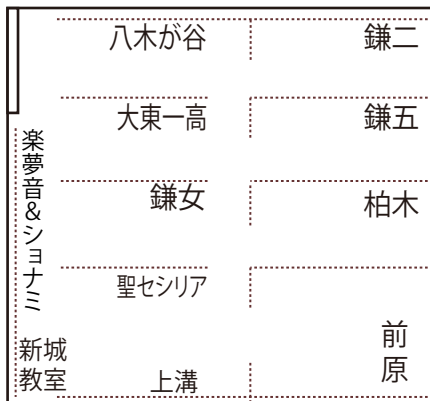 八木が谷
鎌二
大東一高
鎌五
鎌女
柏木
聖セシリア
前原
上溝
楽夢音&ショナミ
新城
教室